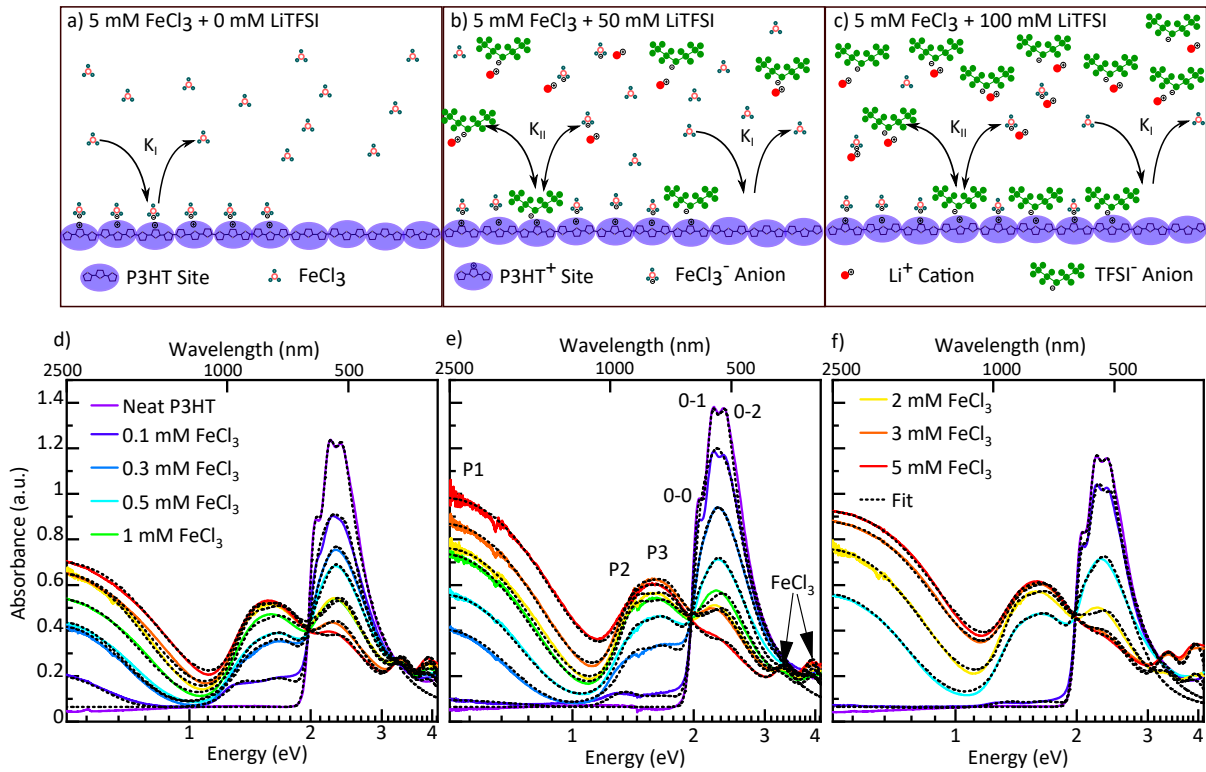 a) 5 mM FeCl₃ + 0 mM LiTFSI
K_I
P3HT Site
FeCl₃
b) 5 mM FeCl₃ + 50 mM LiTFSI
K_II
K_I
P3HT⁺ Site
FeCl₃⁻ Anion
c) 5 mM FeCl₃ + 100 mM LiTFSI
K_II
K_I
Li⁺ Cation
TFSI⁻ Anion
d)
Wavelength (nm)
2500 1000 500
Absorbance (a.u.)
1.4
1.2
1
0.8
0.6
0.4
0.2
0
Neat P3HT
0.1 mM FeCl₃
0.3 mM FeCl₃
0.5 mM FeCl₃
1 mM FeCl₃
1 2 3 4
Energy (eV)
e)
Wavelength (nm)
2500 1000 500
0-1
0-2
P1
0-0
P2
P3
FeCl₃
1 2 3 4
Energy (eV)
f)
Wavelength (nm)
2500 1000 500
2 mM FeCl₃
3 mM FeCl₃
5 mM FeCl₃
Fit
1 2 3 4
Energy (eV)